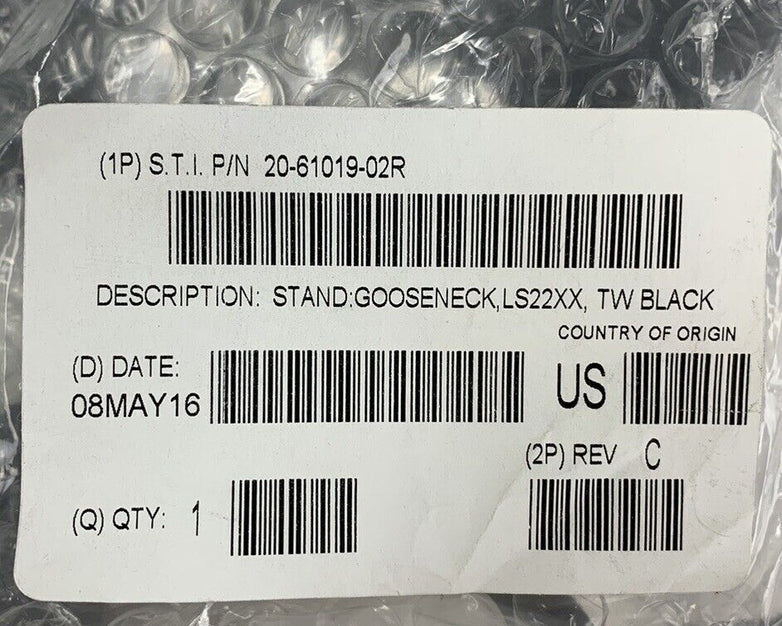 (1P) S.T.I. P/N 20-61019-02R
DESCRIPTION: STAND:GOOSENECK,LS22XX, TW BLACK
COUNTRY OF ORIGIN
(D) DATE:
08MAY16
US
(2P) REV C
(Q) QTY: 1